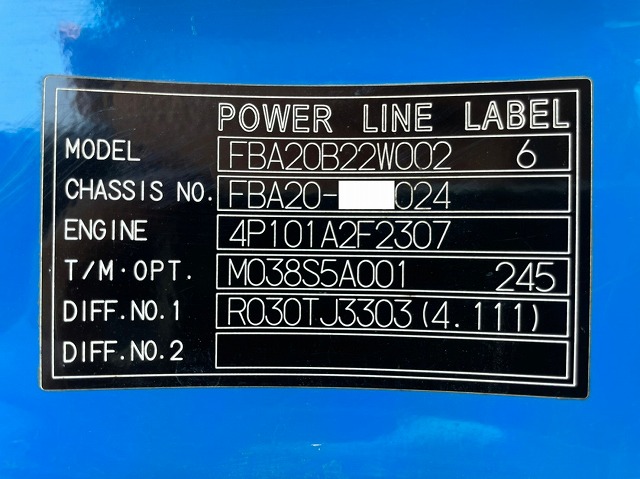 POWER LINE LABEL
MODEL FBA20B22W002 6
CHASSIS NO. FBA20- 024
ENGINE 4P101A2F2307
T/M·OPT. M038S5A001 245
DIFF.NO.1 R030TJ3303(4.111)
DIFF.NO.2